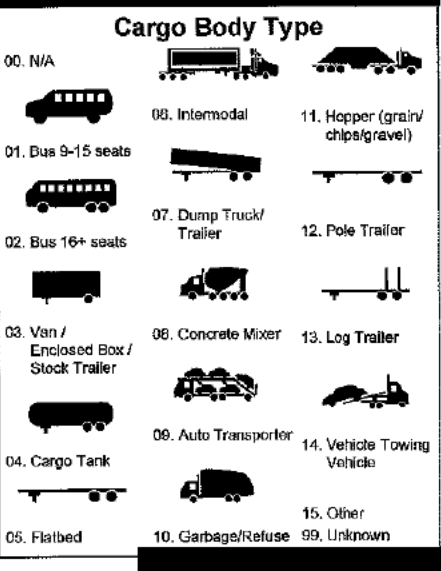 Cargo Body Type
00. N/A
01. Bus 9-15 seats
02. Bus 16+ seats
03. Van /
Enclosed Box /
Stock Trailer
04. Cargo Tank
05. Flatbed
06. Intermodal
07. Dump Truck/
Trailer
08. Concrete Mixer
09. Auto Transporter
10. Garbage/Refuse
11. Hopper (grain/
chips/gravel)
12. Pole Trailer
13. Log Trailer
14. Vehicle Towing
Vehicle
15. Other
99. Unknown